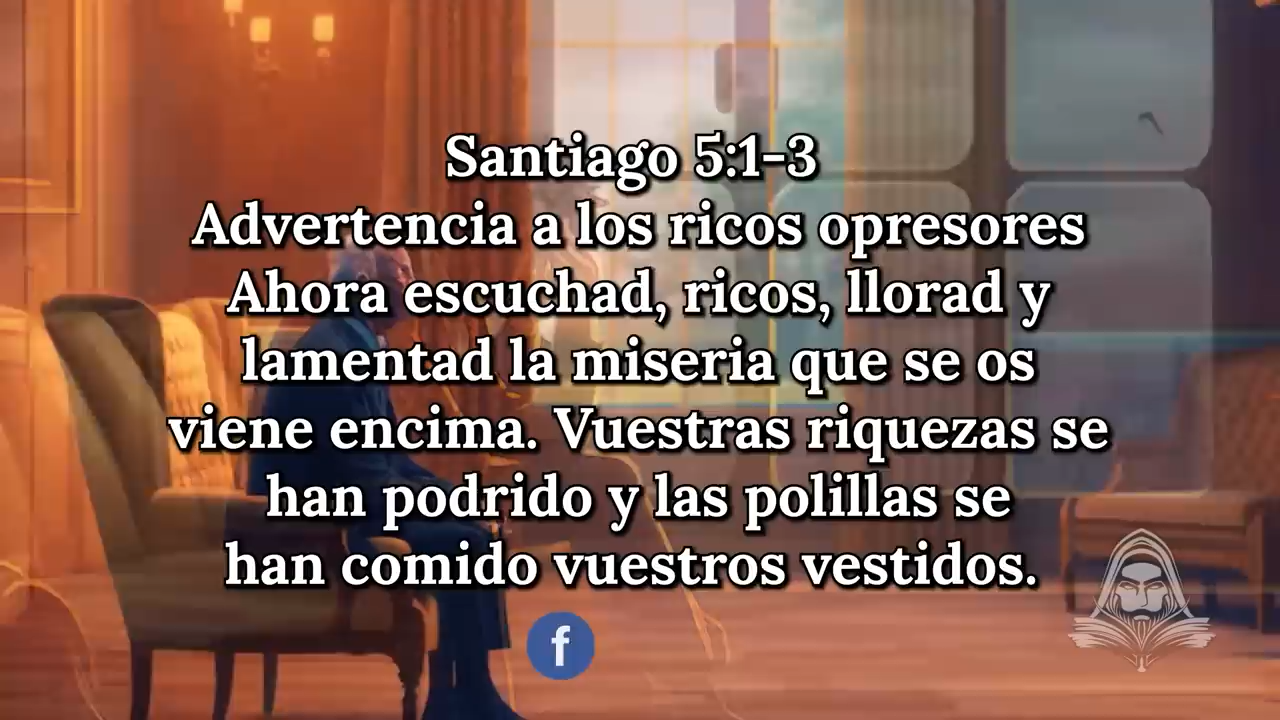 Santiago 5:1-3
Advertencia a los ricos opresores
Ahora escuchad, ricos, llorad y
lamentad la miseria que se os
viene encima. Vuestras riquezas se
han podrido y las polillas se
han comido vuestros vestidos.
f